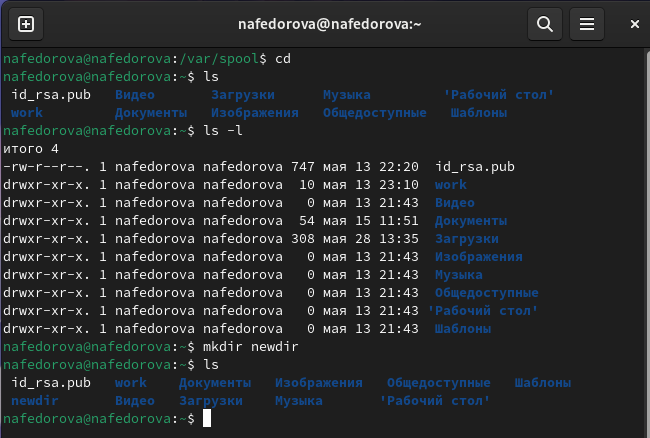 nafedorova@nafedorova:~
nafedorova@nafedorova:/var/spool$ cd
nafedorova@nafedorova:~$ ls
id_rsa.pub Видео Загрузки Музыка 'Рабочий стол'
work Документы Изображения Общедоступные Шаблоны
nafedorova@nafedorova:~$ ls -l
итого 4
-rw-r--r--. 1 nafedorova nafedorova 747 мая 13 22:20 id_rsa.pub
drwxr-xr-x. 1 nafedorova nafedorova 10 мая 13 23:10 work
drwxr-xr-x. 1 nafedorova nafedorova 0 мая 13 21:43 Видео
drwxr-xr-x. 1 nafedorova nafedorova 54 мая 15 11:51 Документы
drwxr-xr-x. 1 nafedorova nafedorova 308 мая 28 13:35 Загрузки
drwxr-xr-x. 1 nafedorova nafedorova 0 мая 13 21:43 Изображения
drwxr-xr-x. 1 nafedorova nafedorova 0 мая 13 21:43 Музыка
drwxr-xr-x. 1 nafedorova nafedorova 0 мая 13 21:43 Общедоступные
drwxr-xr-x. 1 nafedorova nafedorova 0 мая 13 21:43 'Рабочий стол'
drwxr-xr-x. 1 nafedorova nafedorova 0 мая 13 21:43 Шаблоны
nafedorova@nafedorova:~$ mkdir newdir
nafedorova@nafedorova:~$ ls
id_rsa.pub work Документы Изображения Общедоступные Шаблоны
newdir Видео Загрузки Музыка 'Рабочий стол'
nafedorova@nafedorova:~$